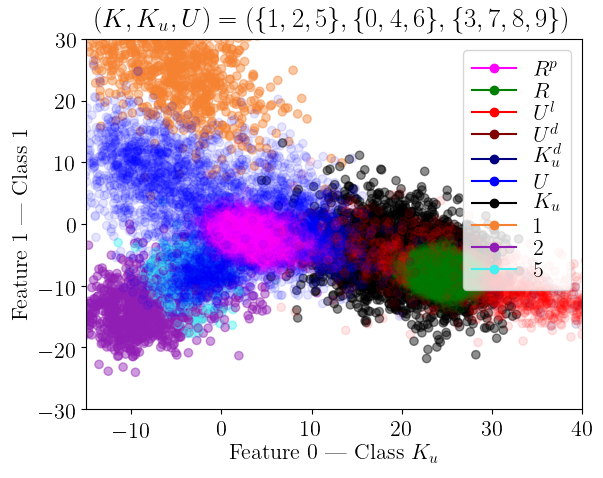 (K, K_u, U) = ({1, 2, 5}, {0, 4, 6}, {3, 7, 8, 9})
30
20
10
0
−10
−20
−30
Feature 1 — Class 1
R^p
R
U^l
U^d
K_u^d
U
K_u
1
2
5
−10 0 10 20 30 40
Feature 0 — Class K_u